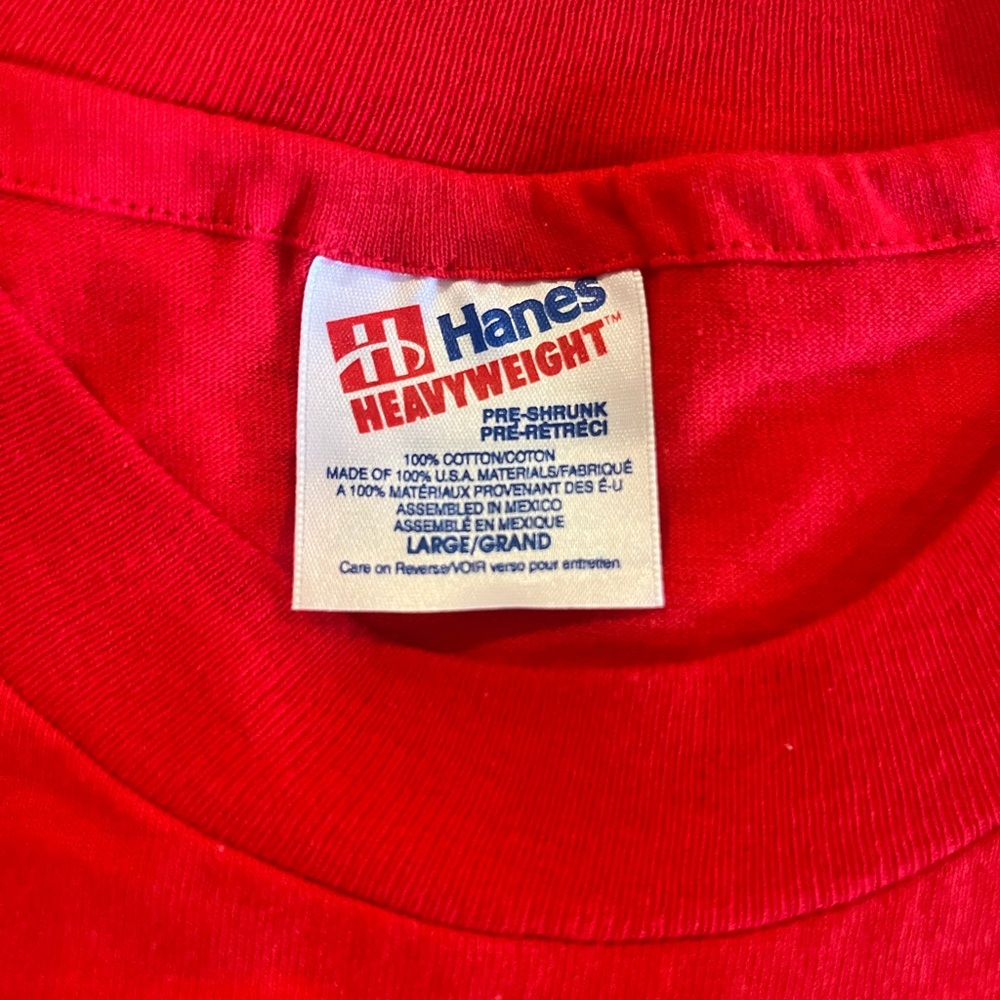 Hanes
HEAVYWEIGHT™
PRE-SHRUNK
PRÉ-RÉTRÉCI
100% COTTON/COTON
MADE OF 100% U.S.A. MATERIALS/FABRIQUÉ
A 100% MATÉRIAUX PROVENANT DES É-U
ASSEMBLED IN MEXICO
ASSEMBLÉ EN MEXIQUE
LARGE/GRAND
Care on Reverse/VOIR verso pour entretien